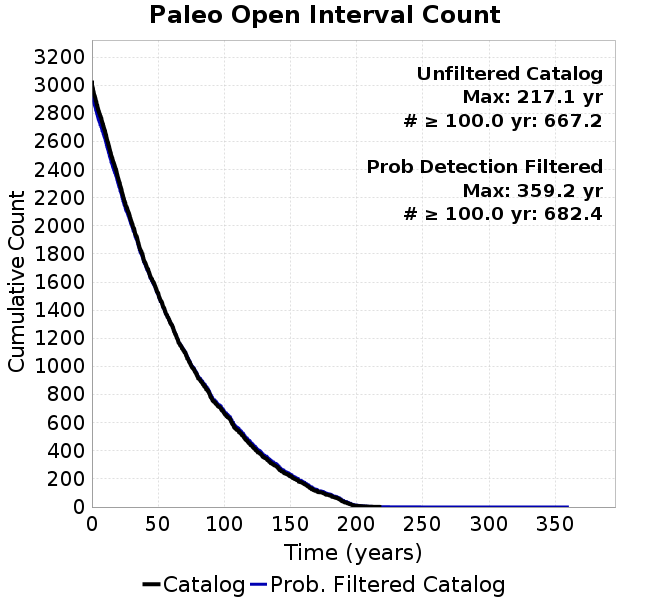 Paleo Open Interval Count
Unfiltered Catalog
Max: 217.1 yr
# ≥ 100.0 yr: 667.2
Prob Detection Filtered
Max: 359.2 yr
# ≥ 100.0 yr: 682.4
Cumulative Count
3200
3000
2800
2600
2400
2200
2000
1800
1600
1400
1200
1000
800
600
400
200
0
0 50 100 150 200 250 300 350
Time (years)
Catalog Prob. Filtered Catalog